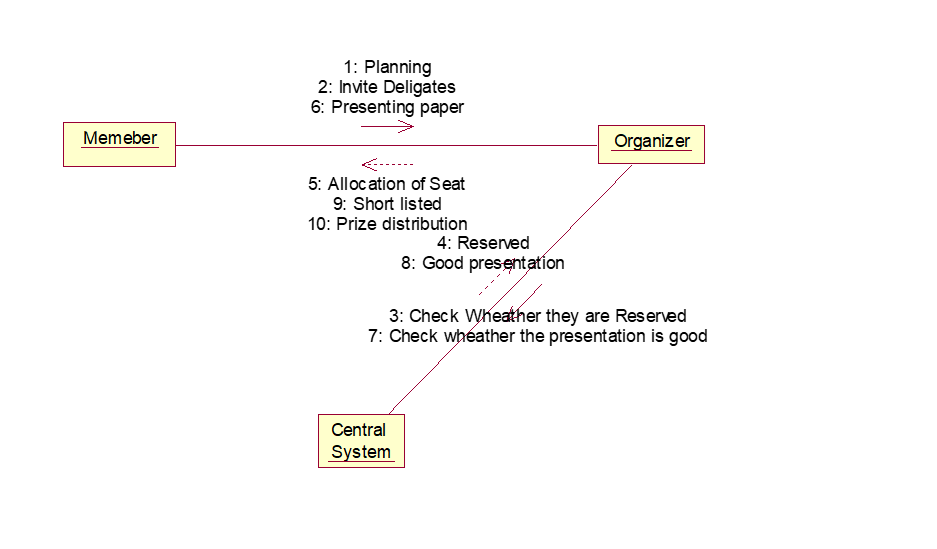 1: Planning
2: Invite Deligates
6: Presenting paper
Memeber
Organizer
5: Allocation of Seat
9: Short listed
10: Prize distribution
4: Reserved
8: Good presentation
3: Check Wheather they are Reserved
7: Check wheather the presentation is good
Central
System